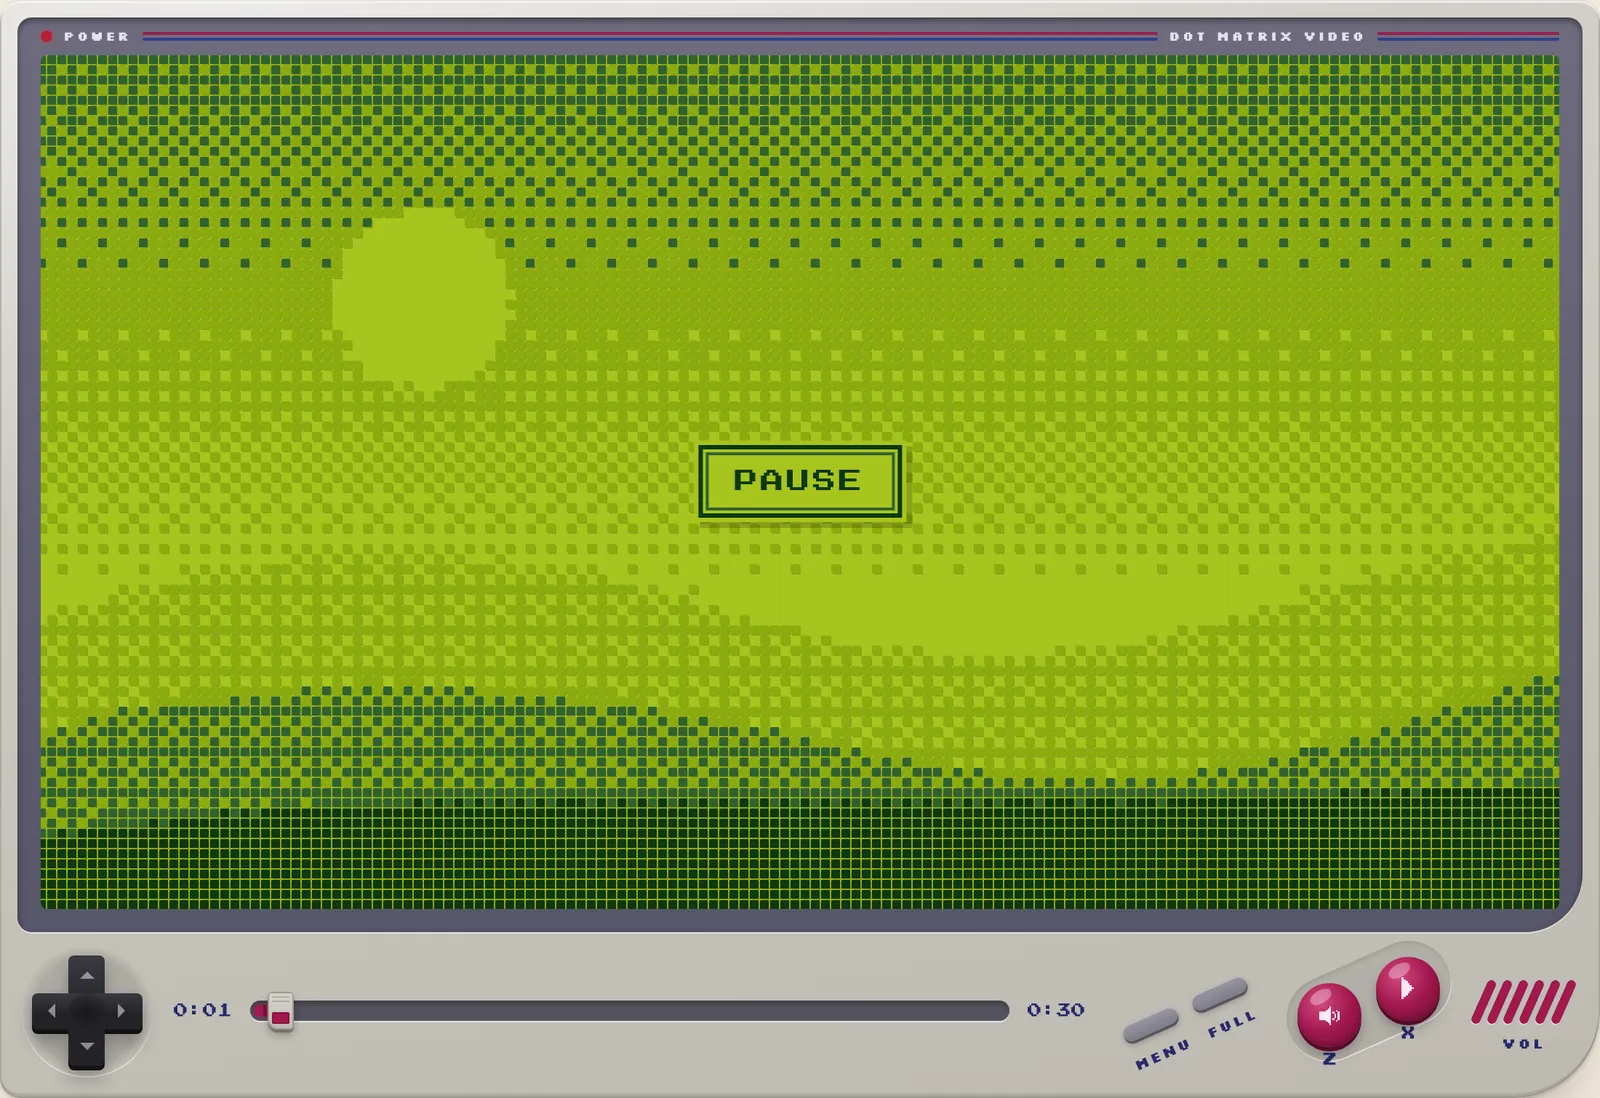 POWER
DOT MATRIX VIDEO
PAUSE
0:01
0:30
MENU
FULL
Z
X
VOL